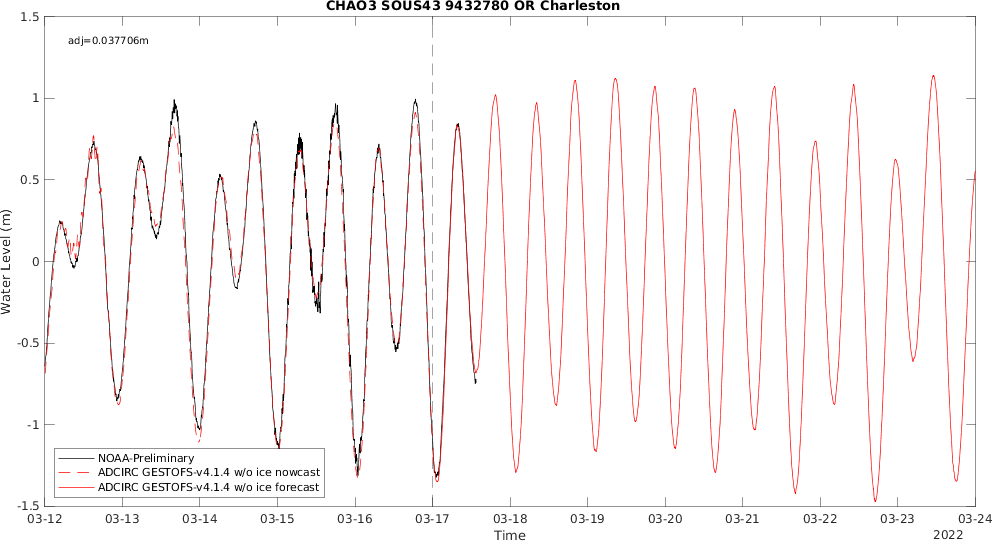 CHAO3 SOUS43 9432780 OR Charleston
adj=0.037706m
1.5
1
0.5
0
-0.5
-1
-1.5
Water Level (m)
NOAA-Preliminary
ADCIRC GESTOFS-v4.1.4 w/o ice nowcast
ADCIRC GESTOFS-v4.1.4 w/o ice forecast
03-12 03-13 03-14 03-15 03-16 03-17 03-18 03-19 03-20 03-21 03-22 03-23 03-24
Time
2022